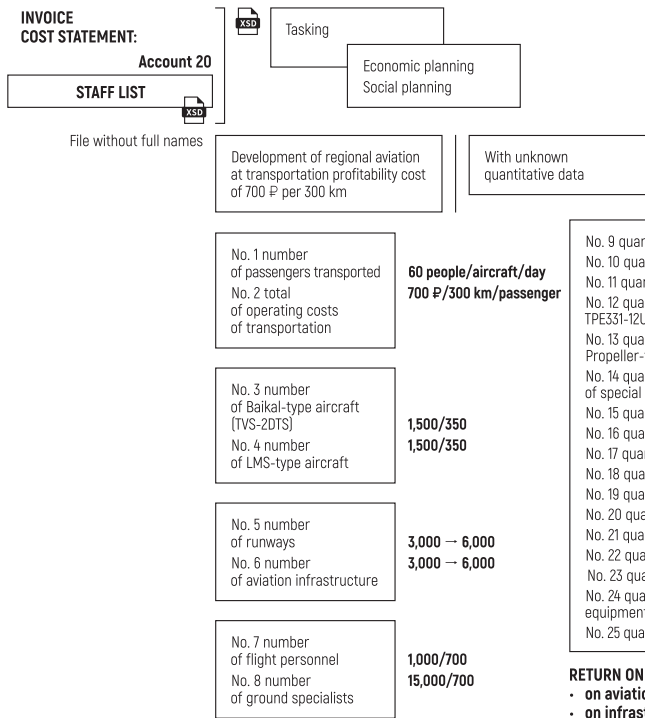 INVOICE
COST STATEMENT:
Account 20
STAFF LIST
XSD
XSD
Tasking
Economic planning
Social planning
File without full names
Development of regional aviation
at transportation profitability cost
of 700 ₽ per 300 km
With unknown
quantitative data
No. 1 number
of passengers transported
60 people/aircraft/day
No. 2 total
of operating costs
of transportation
700 ₽/300 km/passenger
No. 3 number
of Baikal-type aircraft
(TVS-2DTS)
1,500/350
No. 4 number
of LMS-type aircraft
1,500/350
No. 5 number
of runways
3,000 → 6,000
No. 6 number
of aviation infrastructure
3,000 → 6,000
No. 7 number
of flight personnel
1,000/700
No. 8 number
of ground specialists
15,000/700
No. 9
No. 10
No. 11
No. 12
No. 13
Propeller-
No. 14
of special
No. 15
No. 16
No. 17
No. 18
No. 19
No. 20
No. 21
No. 22
No. 23
No. 24
No. 25
RETURN ON
• on
• on